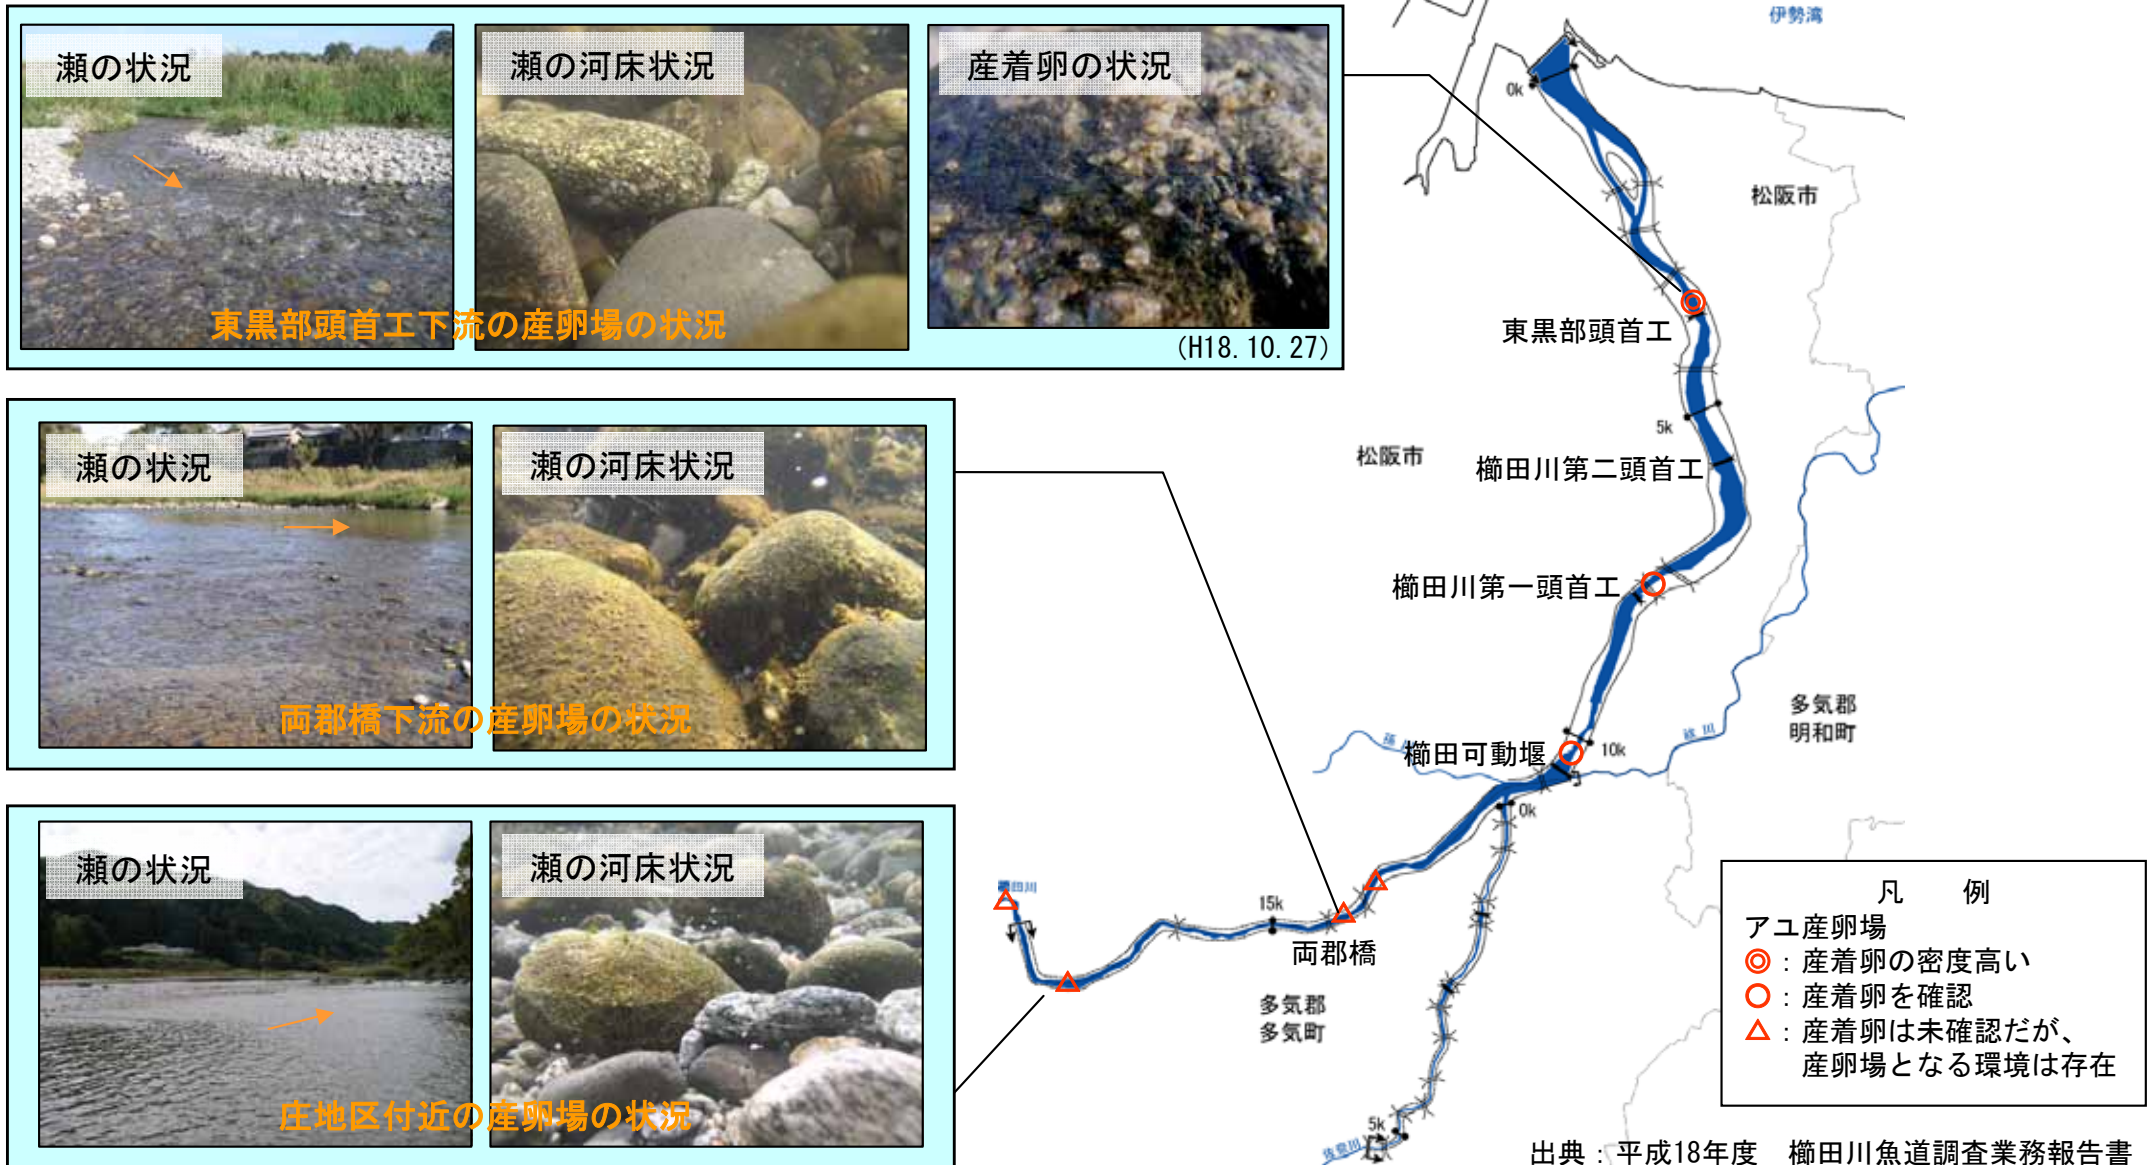 瀬の状況
瀬の河床状況
産着卵の状況
東黒部頭首工下流の産卵場の状況
(H18.10.27)
瀬の状況
瀬の河床状況
両郡橋下流の産卵場の状況
瀬の状況
瀬の河床状況
庄地区付近の産卵場の状況
伊勢湾
0k
松阪市
東黒部頭首工
5k
松阪市
櫛田川第二頭首工
櫛田川第一頭首工
多気郡
明和町
祓川
櫛田可動堰
10k
0k
15k
両郡橋
多気郡
多気町
5k
佐奈川
凡 例
アユ産卵場
◎：産着卵の密度高い
○：産着卵を確認
△：産着卵は未確認だが、
産卵場となる環境は存在
出典：平成18年度 櫛田川魚道調査業務報告書